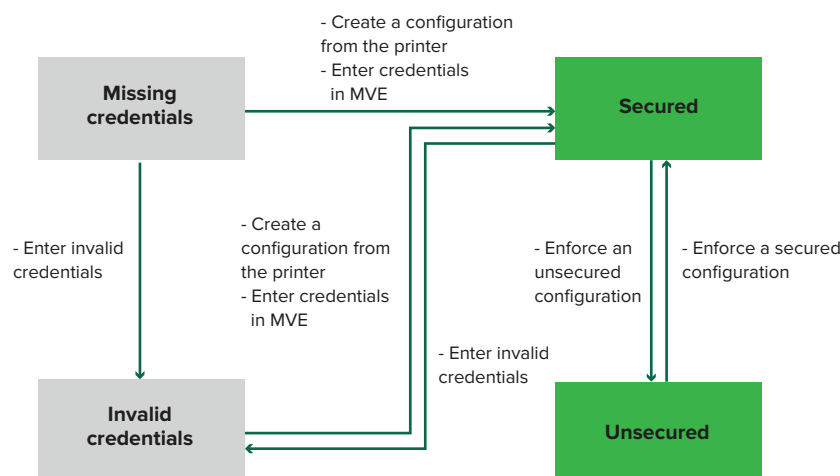 - Create a configuration
from the printer
- Enter credentials
in MVE
Missing
credentials
Secured
- Enter invalid
credentials
- Create a
configuration from
the printer
- Enter credentials
in MVE
- Enforce an
unsecured
configuration
- Enforce a secured
configuration
- Enter invalid
credentials
Invalid
credentials
Unsecured